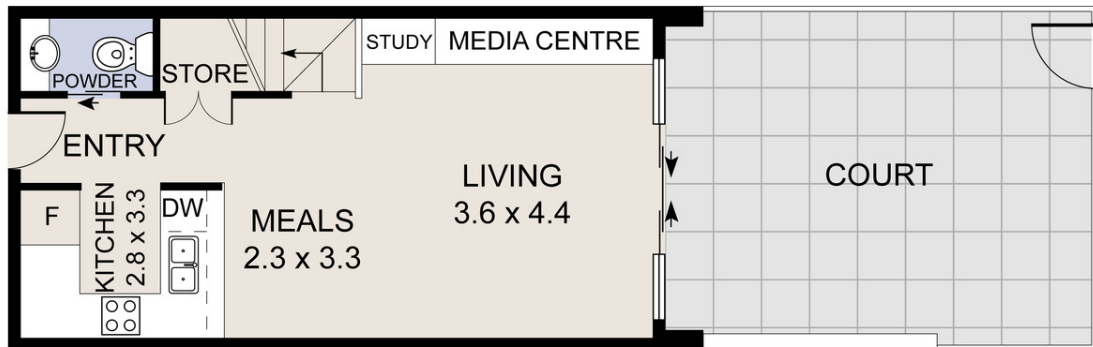 POWDER
STORE
STUDY
MEDIA CENTRE
ENTRY
F
KITCHEN
2.8 x 3.3
DW
MEALS
2.3 x 3.3
LIVING
3.6 x 4.4
COURT